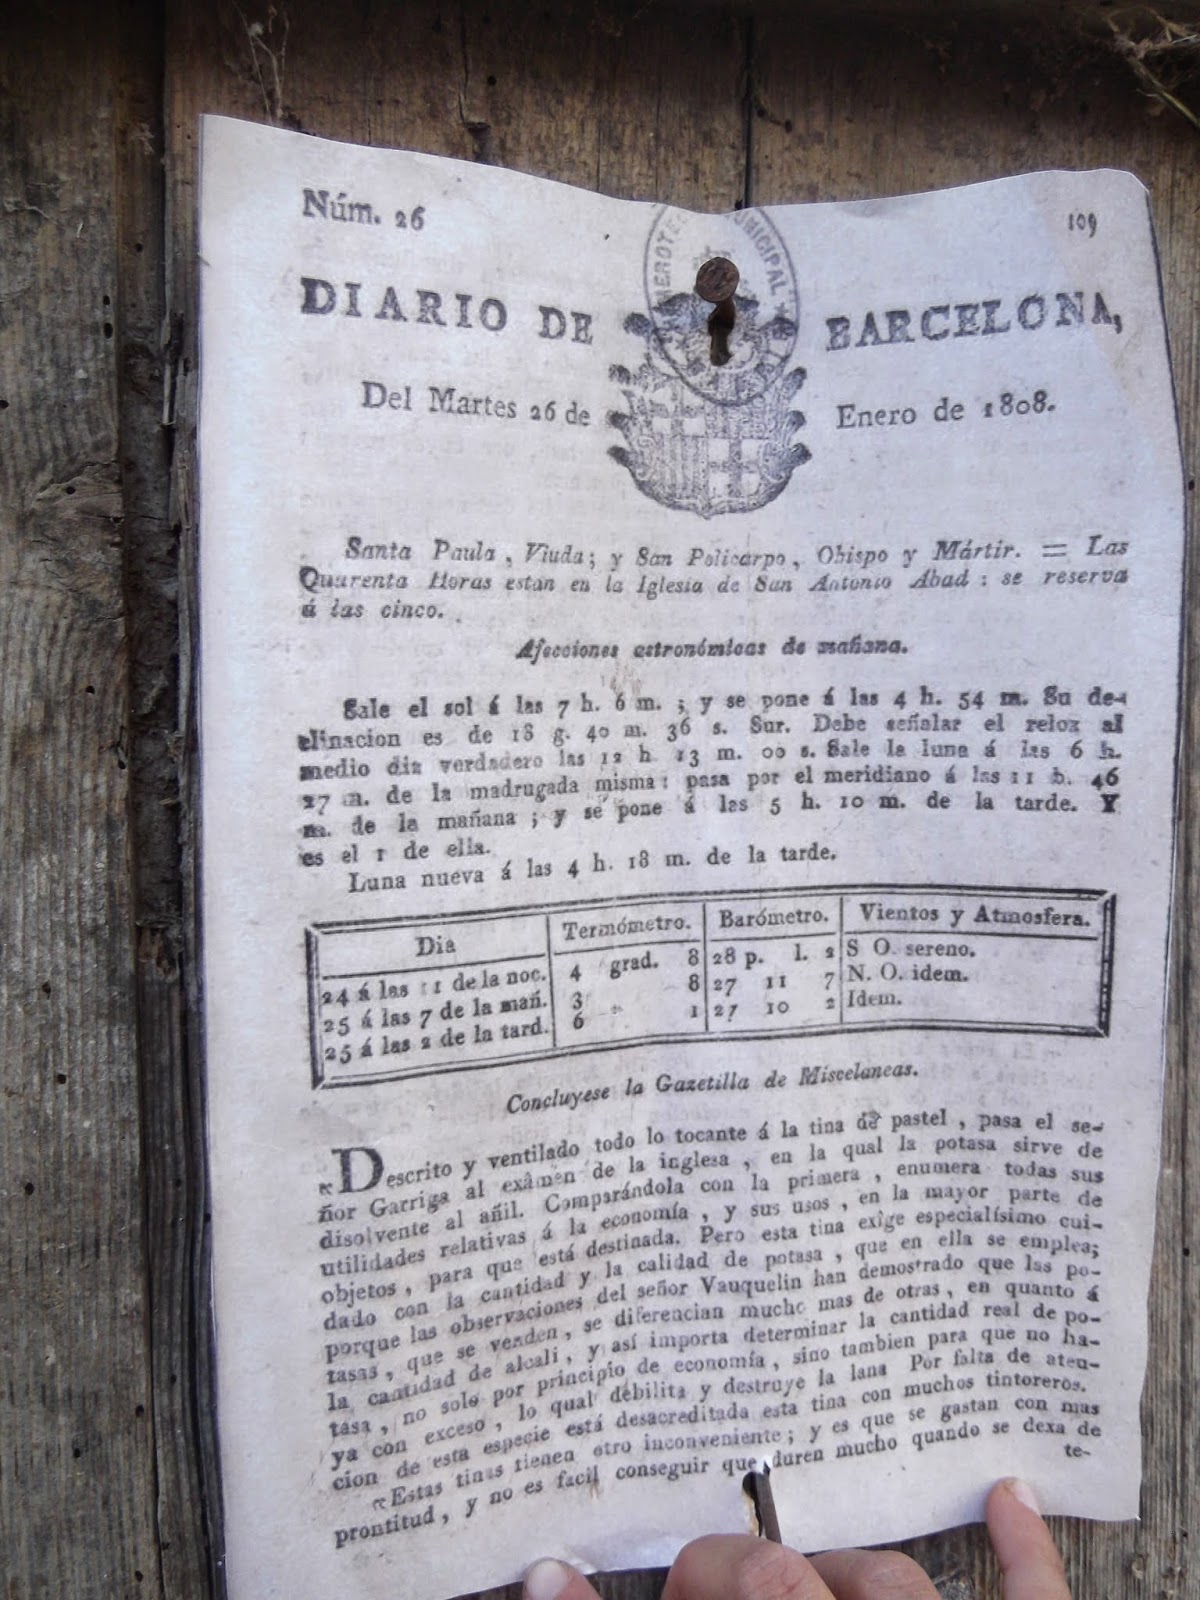 Núm. 26
109
HEMEROTECA MUNICIPAL
DIARIO DE BARCELONA,
Del Martes 26 de Enero de 1808.
Santa Paula, Viuda; y San Policarpo, Obispo y Mártir. = Las
Quarenta Horas estan en la Iglesia de San Antonio Abad: se reserva
á las cinco.
Afecciones astronómicas de mañana.
Sale el sol á las 7 h. 6 m.; y se pone á las 4 h. 54 m. Su de-
clinacion es de 18 g. 40 m. 36 s. Sur. Debe señalar el relox al
medio dia verdadero las 12 h. 13 m. 00 s. Sale la luna á las 6 h.
27 m. de la madrugada misma: pasa por el meridiano á las 11 h. 46
m. de la mañana; y se pone á las 5 h. 10 m. de la tarde. Y
es el 1 de ella.
Luna nueva á las 4 h. 18 m. de la tarde.
Dia Termómetro. Barómetro. Vientos y Atmosfera.
24 á las 11 de la noc. 4 grad. 8 28 p. l. 2 S O. sereno.
25 á las 7 de la mañ. 3 8 27 11 7 N. O. idem.
25 á las 2 de la tard. 6 1 27 10 2 Idem.
Concluyese la Gazetilla de Miscelaneas.
«Descrito y ventilado todo lo tocante á la tina de pastel, pasa el se-
ñor Garriga al exâmen de la inglesa, en la qual la potasa sirve de
disolvente al añil. Comparándola con la primera, enumera todas sus
utilidades relativas á la economía, y sus usos, en la mayor parte de
objetos, para que está destinada. Pero esta tina exîge especialísimo cui-
dado con la cantidad y la calidad de potasa, que en ella se emplea;
porque las observaciones del señor Vauquelin han demostrado que las po-
tasas, que se venden, se diferencian mucho mas de otras, en quanto á
la cantidad de alcali, y así importa determinar la cantidad real de po-
tasa, no solo por principio de economía, sino tambien para que no ha-
ya con exceso, lo qual debilita y destruye la lana Por falta de aten-
cion de esta especie está desacreditada esta tina con muchos tintoreros.
«Estas tinas tienen otro inconveniente; y es que se gastan con mas
prontitud, y no es facil conseguir que duren mucho quando se dexa de
te-